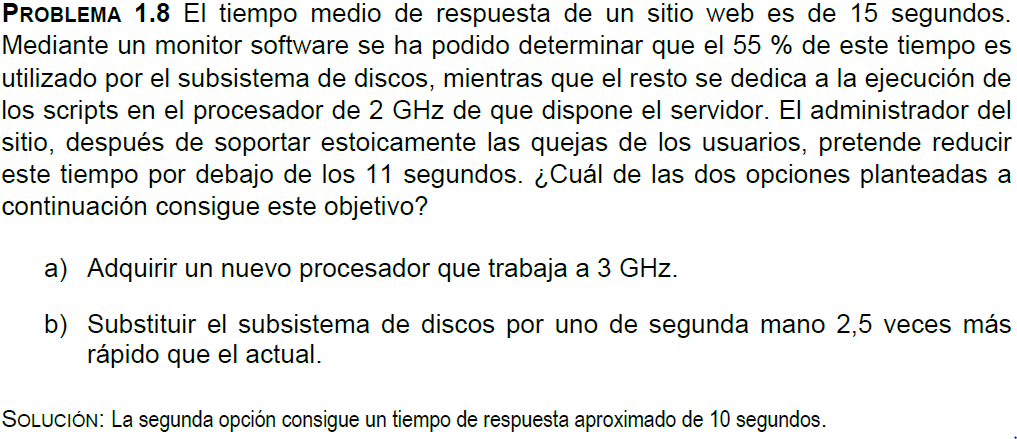 PROBLEMA 1.8 El tiempo medio de respuesta de un sitio web es de 15 segundos.
Mediante un monitor software se ha podido determinar que el 55 % de este tiempo es
utilizado por el subsistema de discos, mientras que el resto se dedica a la ejecución de
los scripts en el procesador de 2 GHz de que dispone el servidor. El administrador del
sitio, después de soportar estoicamente las quejas de los usuarios, pretende reducir
este tiempo por debajo de los 11 segundos. ¿Cuál de las dos opciones planteadas a
continuación consigue este objetivo?
a) Adquirir un nuevo procesador que trabaja a 3 GHz.
b) Substituir el subsistema de discos por uno de segunda mano 2,5 veces más
rápido que el actual.
SOLUCIÓN: La segunda opción consigue un tiempo de respuesta aproximado de 10 segundos.